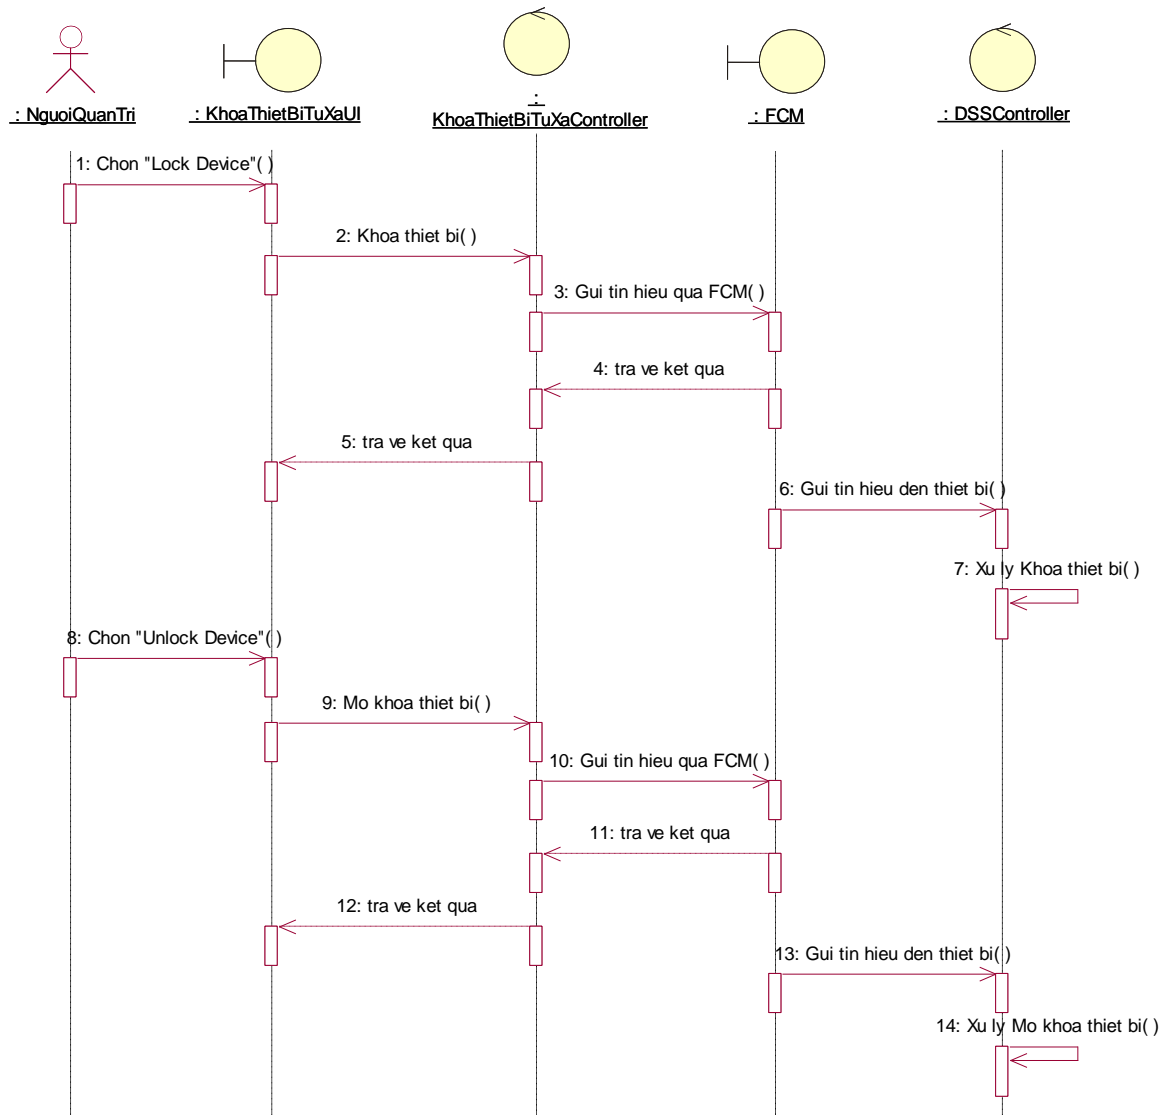 : NguoiQuanTri
: KhoaThietBiTuXaUI
:
KhoaThietBiTuXaController
: FCM
: DSSController
1: Chon "Lock Device"( )
2: Khoa thiet bi( )
3: Gui tin hieu qua FCM( )
4: tra ve ket qua
5: tra ve ket qua
6: Gui tin hieu den thiet bi( )
7: Xu ly Khoa thiet bi( )
8: Chon "Unlock Device"( )
9: Mo khoa thiet bi( )
10: Gui tin hieu qua FCM( )
11: tra ve ket qua
12: tra ve ket qua
13: Gui tin hieu den thiet bi( )
14: Xu ly Mo khoa thiet bi( )